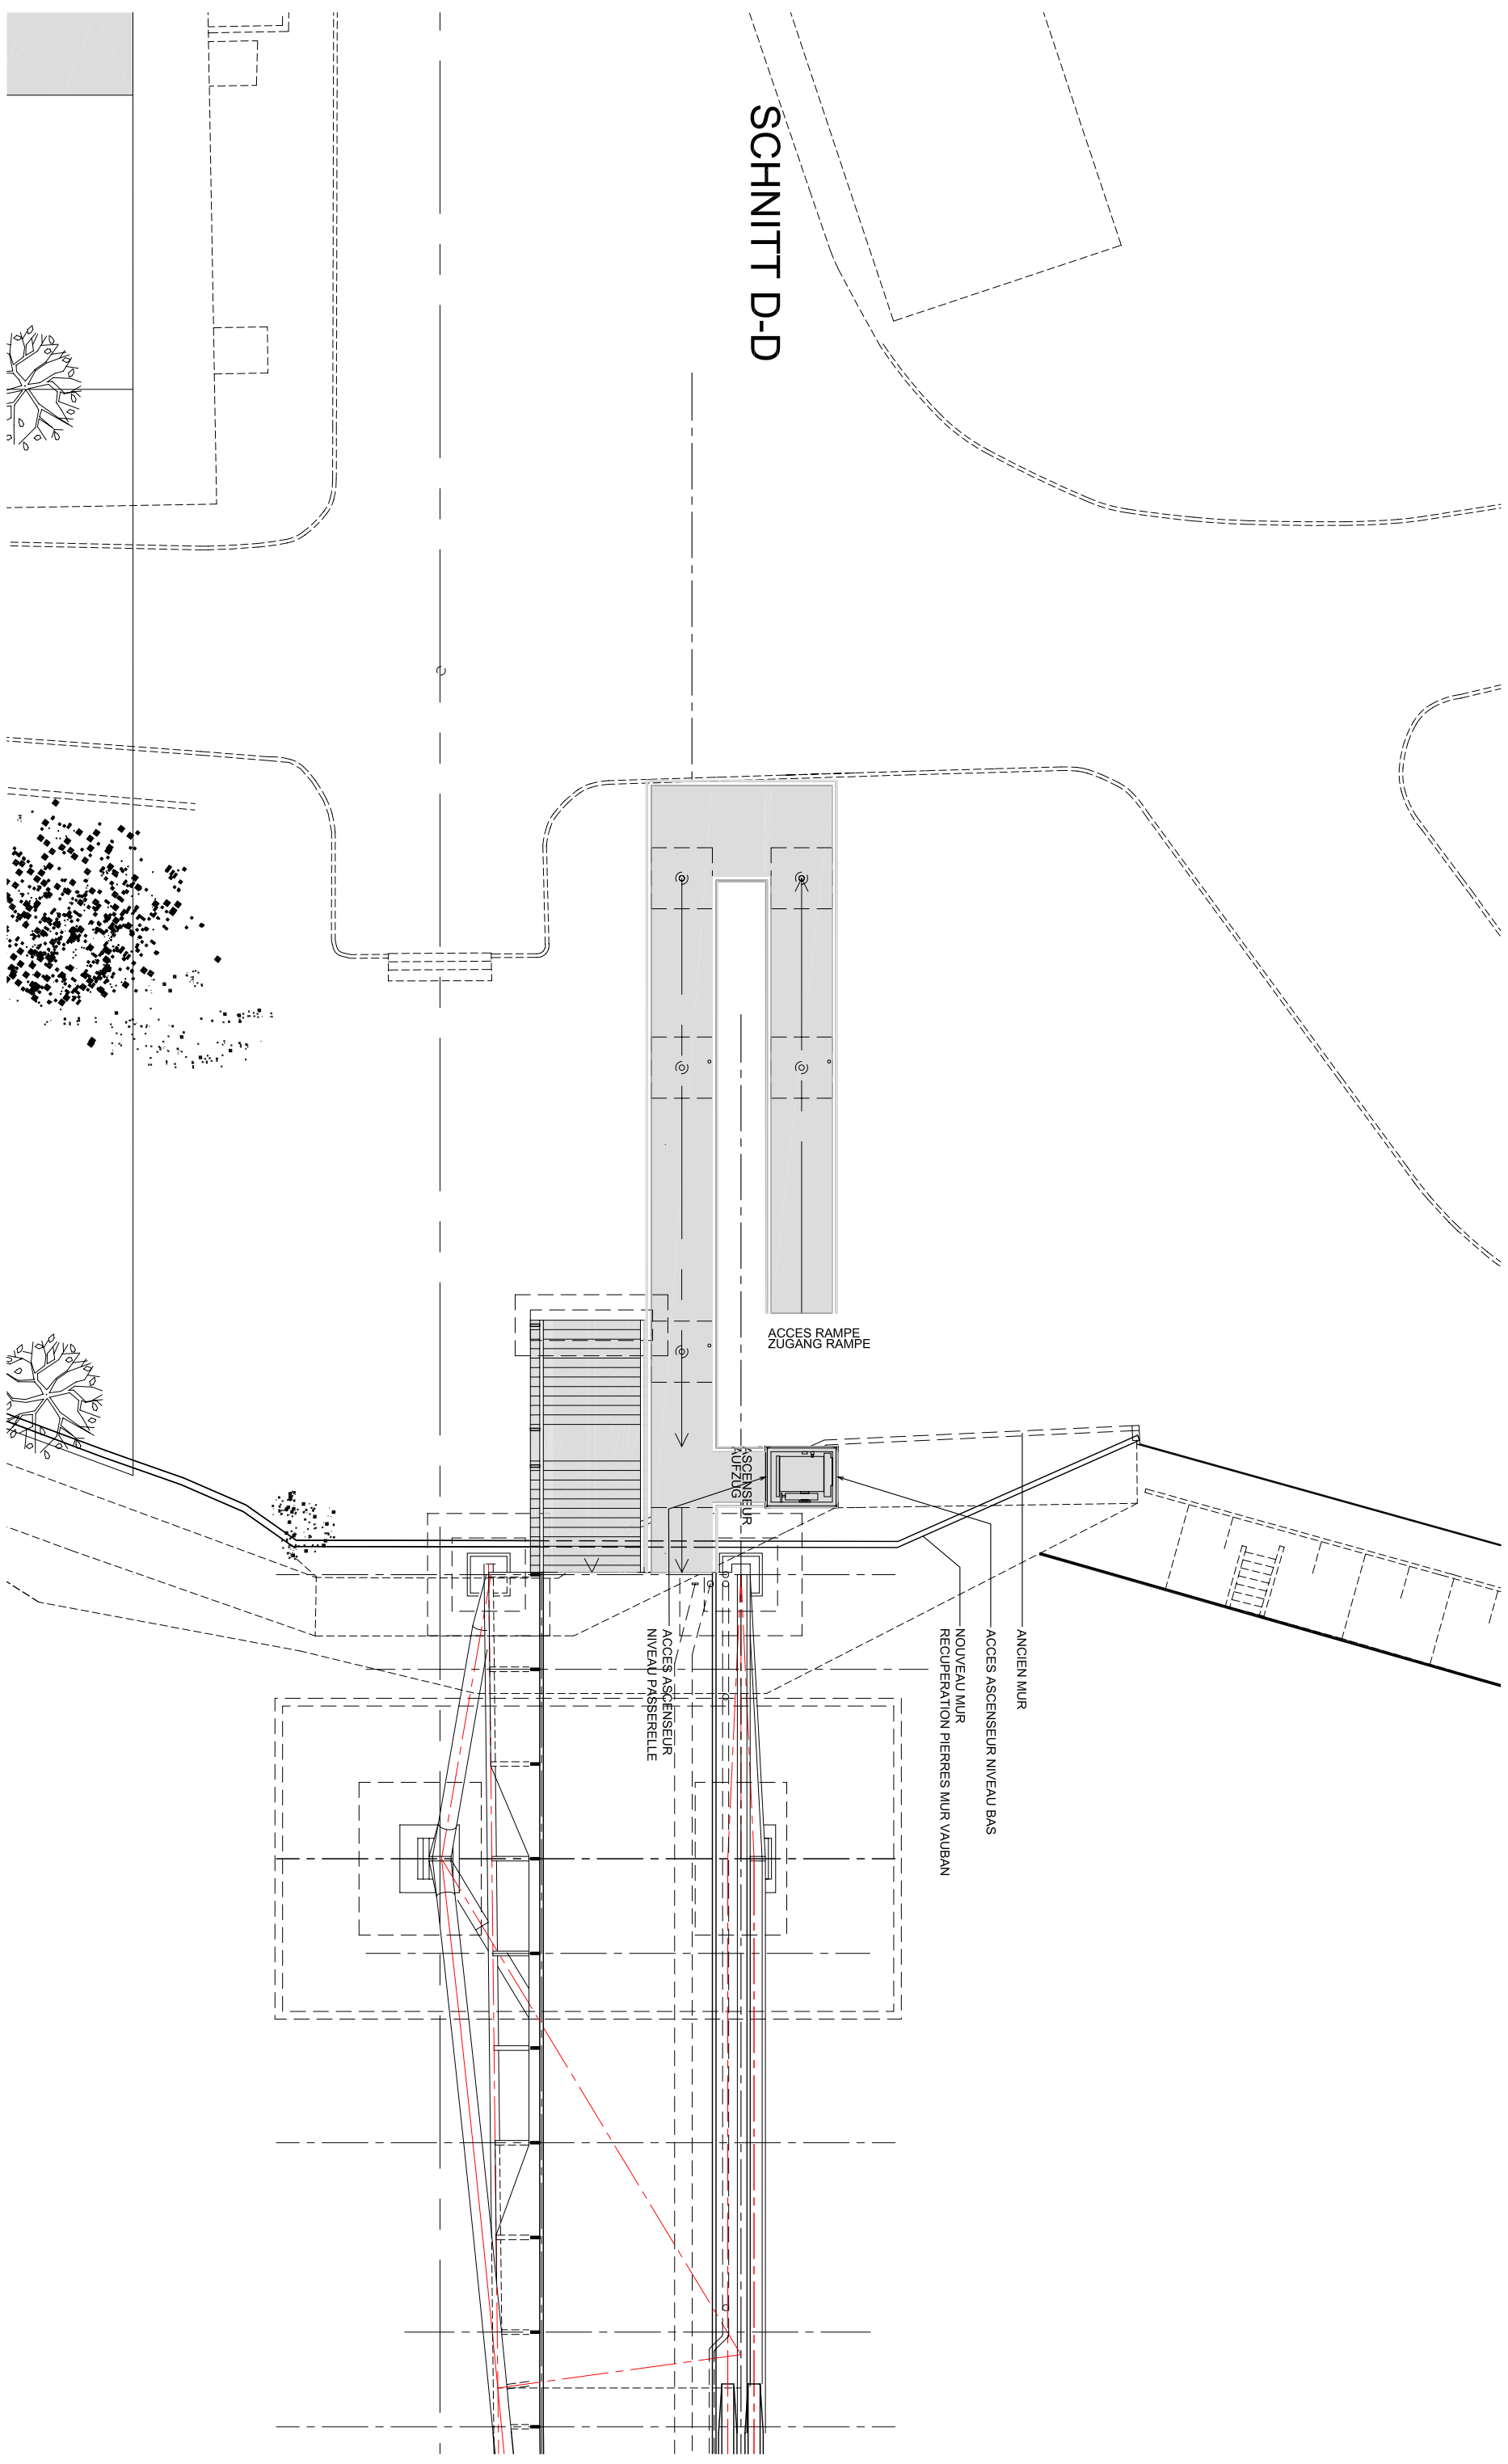 SCHNITT D-D
ACCES RAMPE
ZUGANG RAMPE
ASCENSEUR
AUFZUG
ANCIEN MUR
ACCES ASCENSEUR NIVEAU BAS
NOUVEAU MUR
RECUPERATION PIERRES MUR VAUBAN
ACCES ASCENSEUR
NIVEAU PASSERELLE